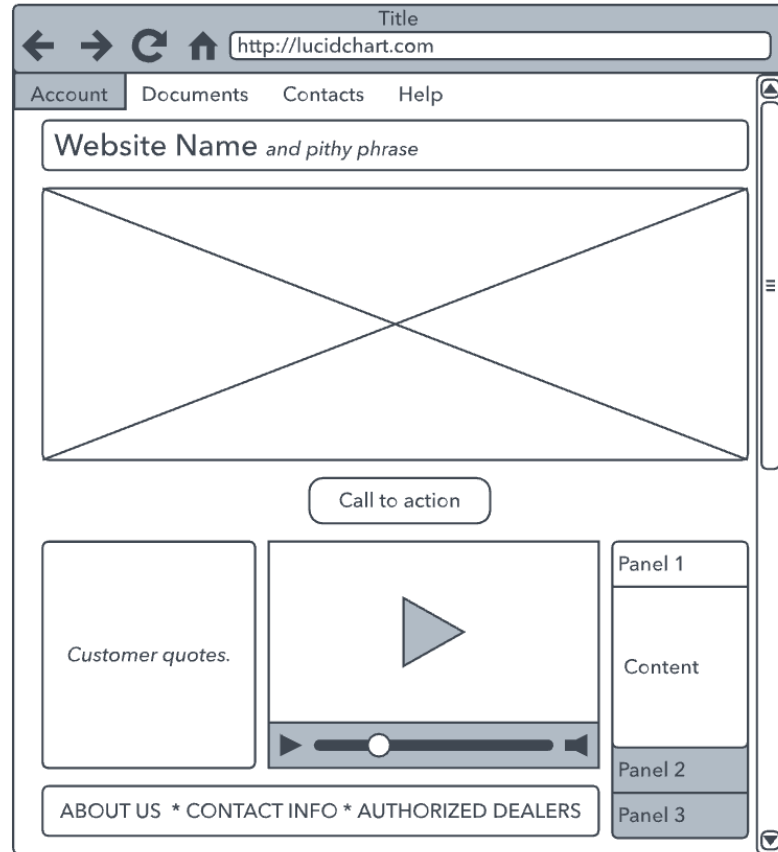 Title
http://lucidchart.com
Account Documents Contacts Help
Website Name and pithy phrase
Call to action
Customer quotes.
Panel 1
Content
Panel 2
Panel 3
ABOUT US * CONTACT INFO * AUTHORIZED DEALERS